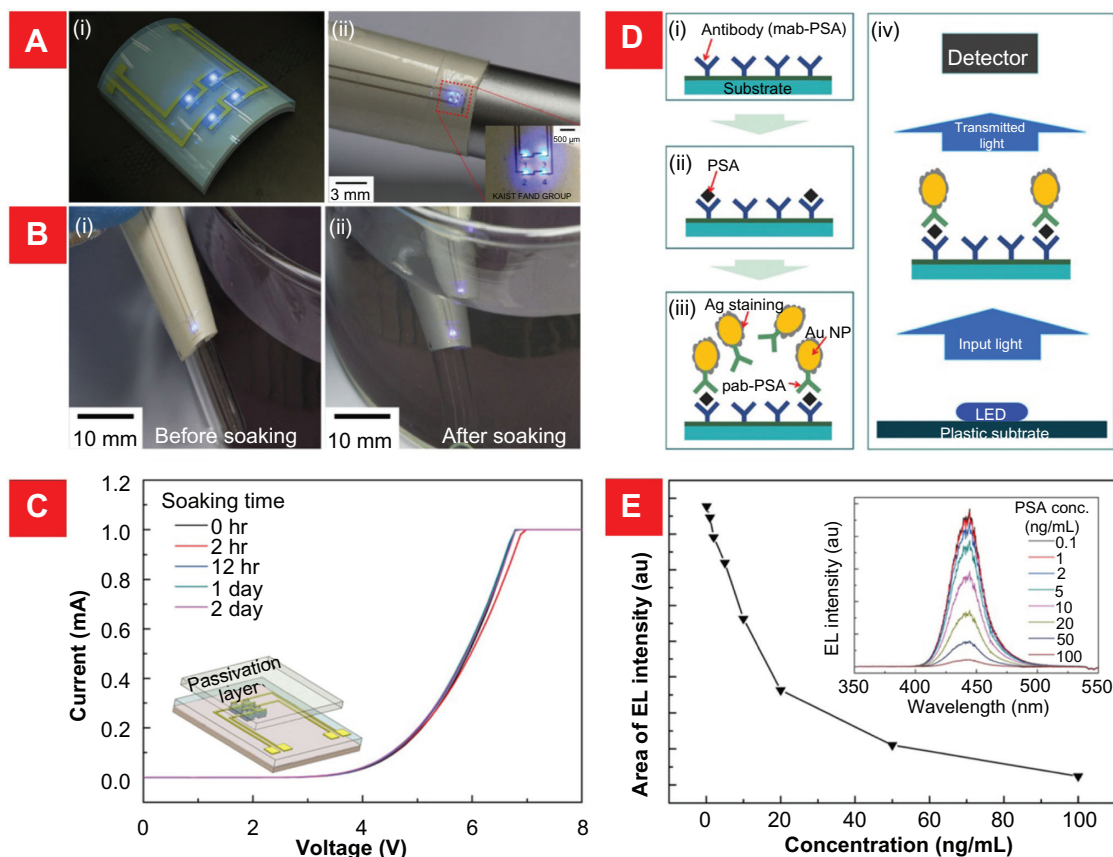 A
(i)
(ii)
3 mm
500 µm
1 3
2 4
KAIST FAND GROUP
B
(i)
(ii)
10 mm
Before soaking
10 mm
After soaking
C
Current (mA)
1.2
1.0
0.8
0.6
0.4
0.2
0.0
Soaking time
0 hr
2 hr
12 hr
1 day
2 day
Passivation
layer
0
2
4
6
8
Voltage (V)
D
(i)
Antibody (mab-PSA)
Substrate
(ii)
PSA
(iii)
Ag staining
Au NP
pab-PSA
(iv)
Detector
Transmitted
light
Input light
LED
Plastic subtrate
E
Area of EL intensity (au)
EL intensity (au)
PSA conc.
(ng/mL)
0.1
1
2
5
10
20
50
100
350
400
450
500
550
Wavelength (nm)
0
20
40
60
80
100
Concentration (ng/mL)